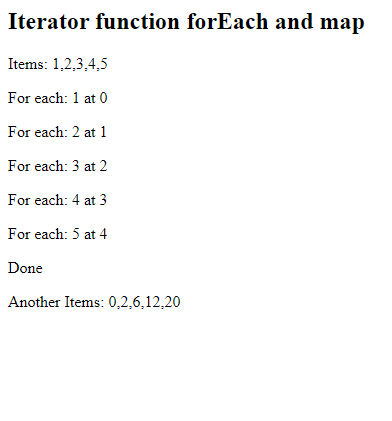 Iterator function forEach and map
Items: 1,2,3,4,5
For each: 1 at 0
For each: 2 at 1
For each: 3 at 2
For each: 4 at 3
For each: 5 at 4
Done
Another Items: 0,2,6,12,20